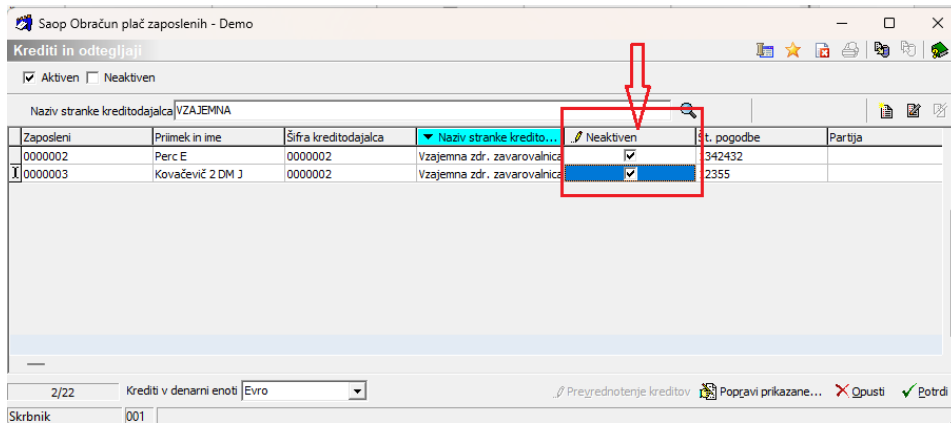 Saop Obračun plač zaposlenih - Demo
Krediti in odtegljaji
Aktiven Neaktiven
Naziv stranke kreditodajalca VZAJEMNA
Zaposleni Priimek in ime Šifra kreditodajalca Naziv stranke kredito... Neaktiven Št. pogodbe Partija
0000002 Perc E 0000002 Vzajemna zdr. zavarovalnica 342432
0000003 Kovačevič 2 DM J 0000002 Vzajemna zdr. zavarovalnica 2355
2/22 Krediti v denarni enoti Evro Prevrednotenje kreditov Popravi prikazane... Opusti Potrdi
Skrbnik 001